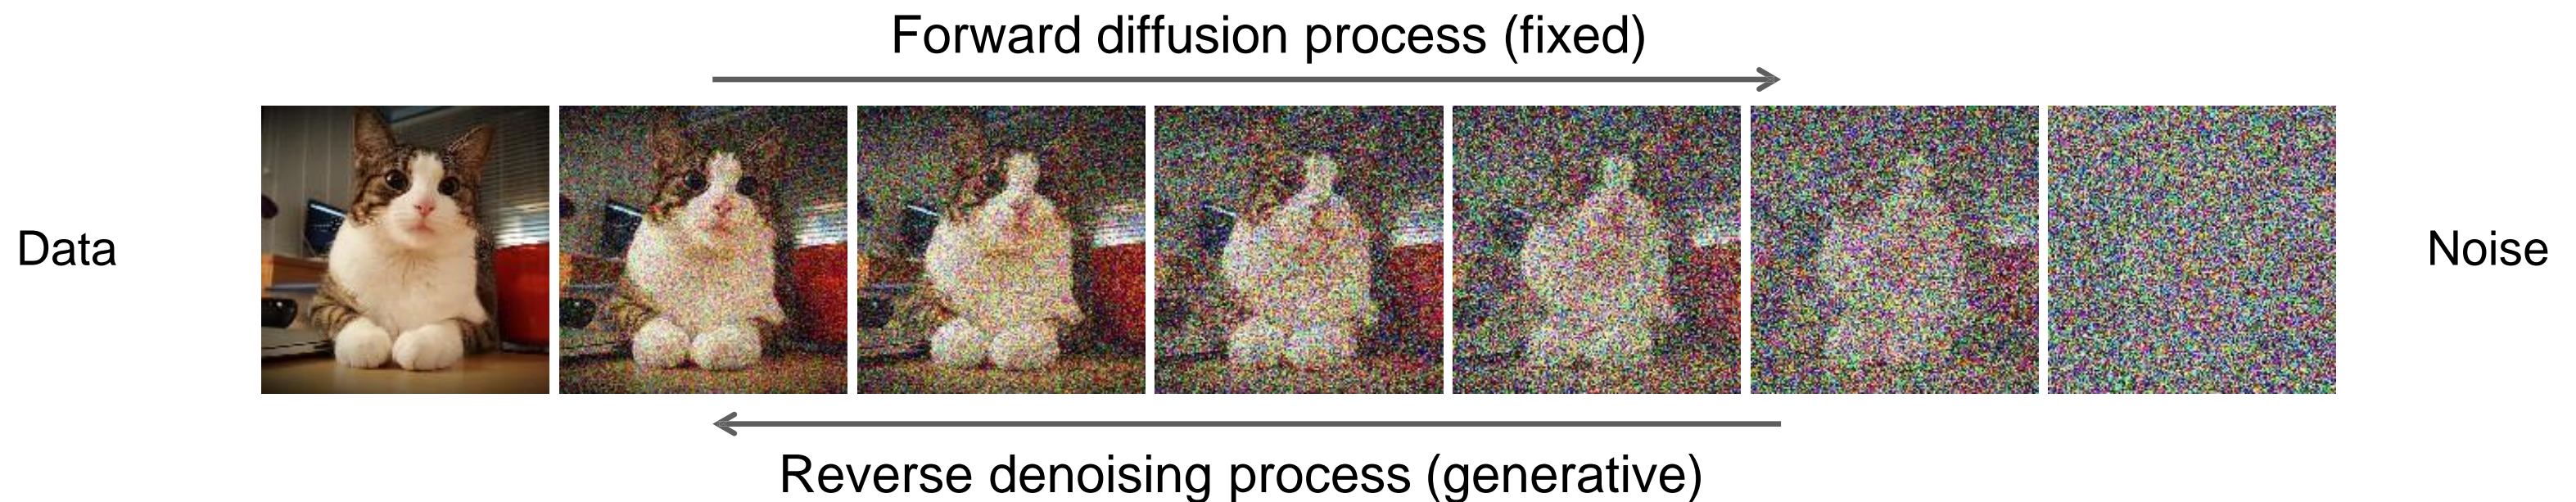 Forward diffusion process (fixed)
Data
Noise
Reverse denoising process (generative)